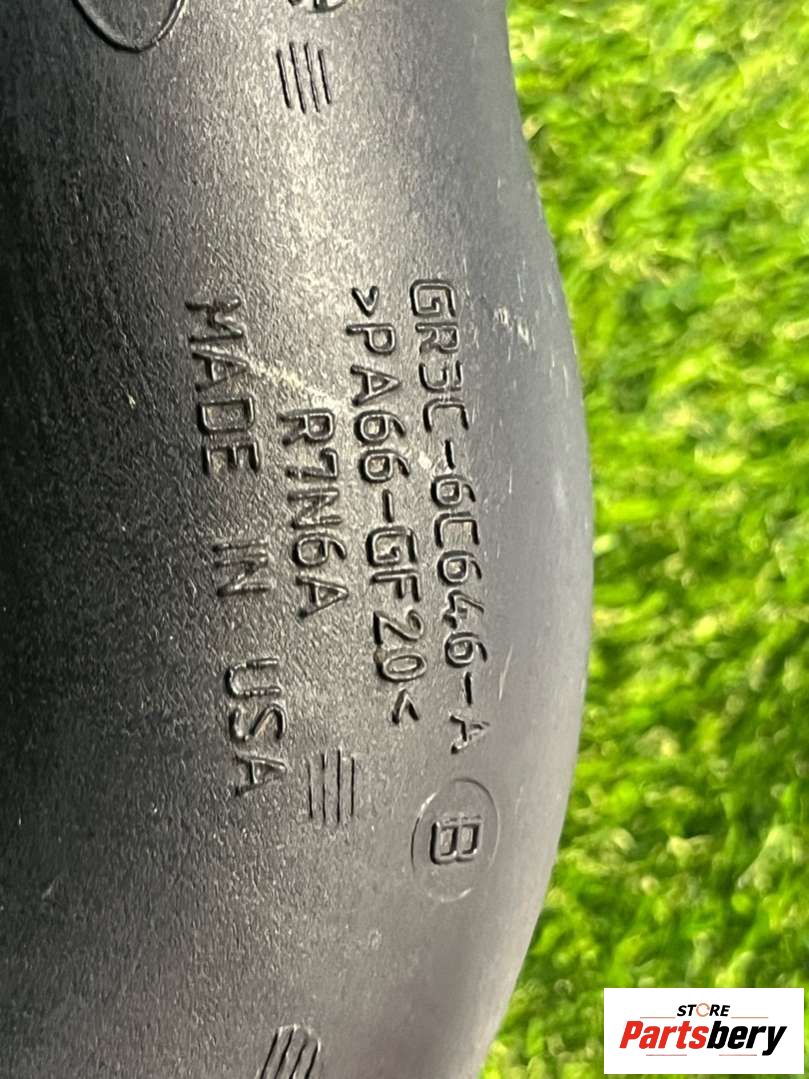 GR3C-6C646-A
B
>PA66-GF20<
R7N6A
MADE IN USA
STORE
Partsbery